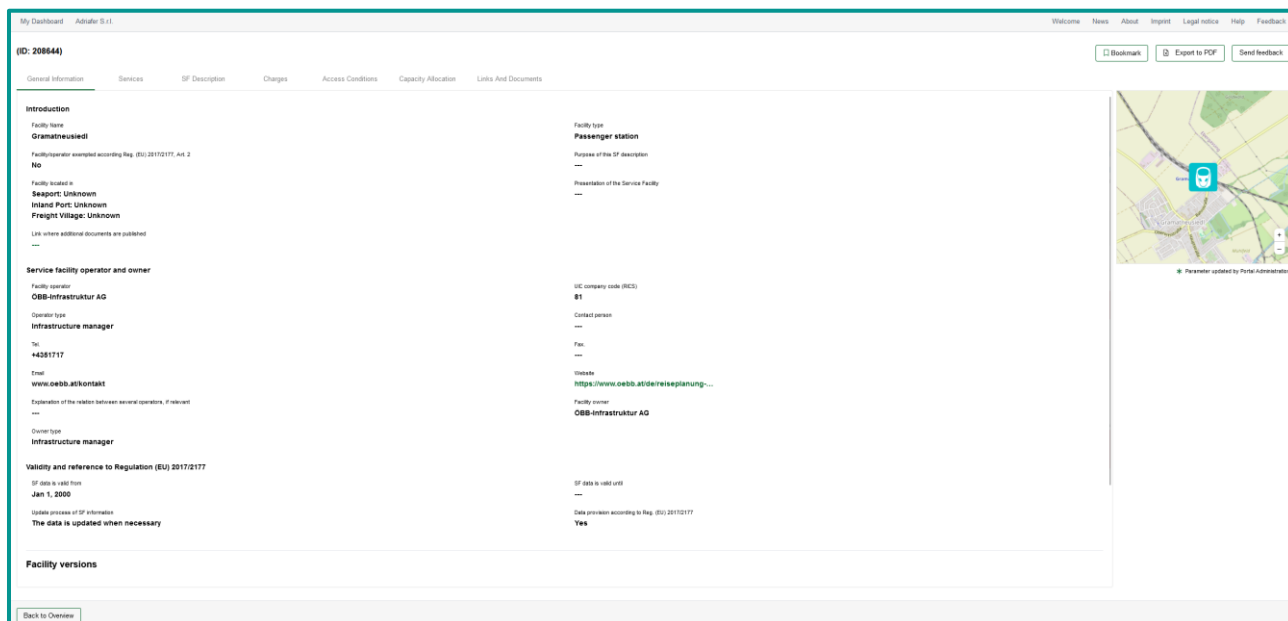 My Dashboard Adriafer S.r.l. Welcome News About Imprint Legal notice Help Feedback
(ID: 208644) Bookmark Export to PDF Send feedback
General Information Services SF Description Charges Access Conditions Capacity Allocation Links And Documents
Introduction
Facility Name Facility type
Gramatneusiedl Passenger station
Facility/operator exempted according Reg. (EU) 2017/2177, Art. 2 Purpose of this SF description
No ---
Facility located in Presentation of the Service Facility
Seaport: Unknown ---
Inland Port: Unknown
Freight Village: Unknown
Link where additional documents are published
---
Service facility operator and owner
Facility operator UIC company code (RICS)
ÖBB-Infrastruktur AG 81
Operator type Contact person
Infrastructure manager ---
Tel. Fax.
+4351717 ---
Email Website
www.oebb.at/kontakt https://www.oebb.at/de/reiseplanung-...
Explanation of the relation between several operators, if relevant Facility owner
--- ÖBB-Infrastruktur AG
Owner type
Infrastructure manager
Validity and reference to Regulation (EU) 2017/2177
SF data is valid from SF data is valid until
Jan 1, 2000 ---
Update process of SF information Data provision according to Reg. (EU) 2017/2177
The data is updated when necessary Yes
Facility versions
Gramatneusiedl
+
−
* Parameter updated by Portal Administration
Back to Overview